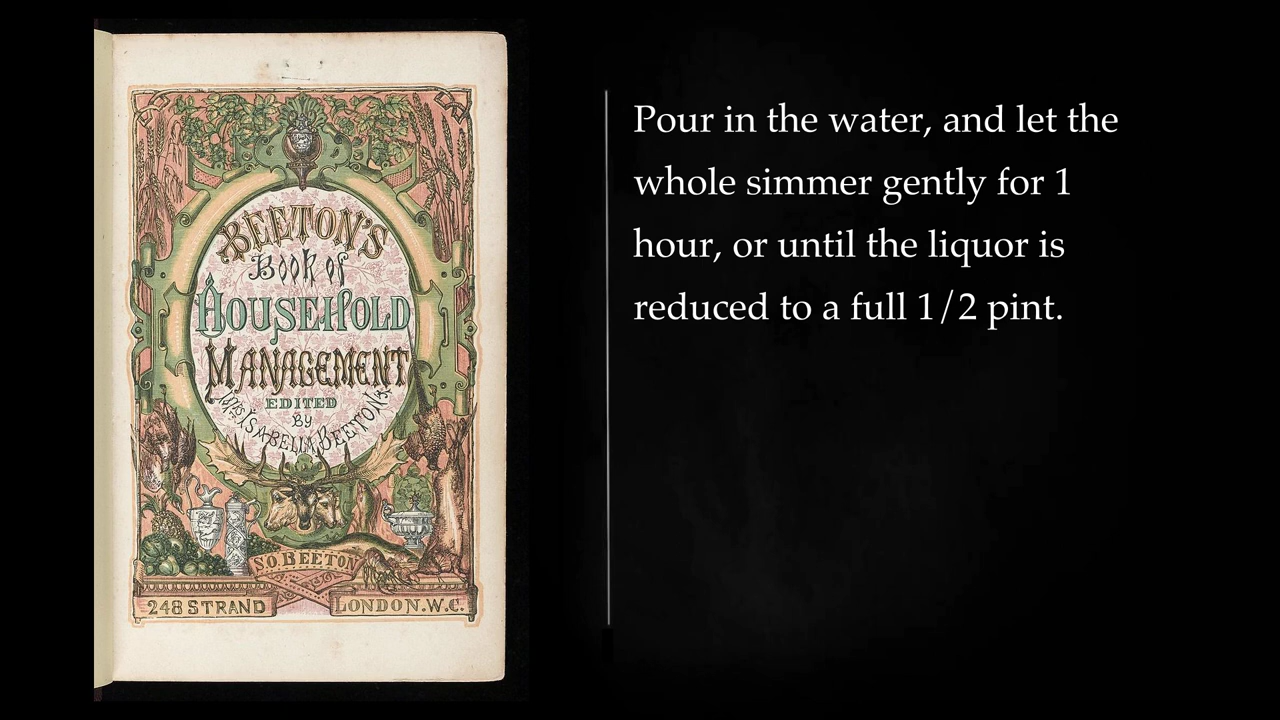 BEETON'S
Book of
HOUSEHOLD
MANAGEMENT
EDITED
By
MRS ISABELLA BEETON
S.O. BEETON
248 STRAND
LONDON.W.C.
Pour in the water, and let the
whole simmer gently for 1
hour, or until the liquor is
reduced to a full 1/2 pint.